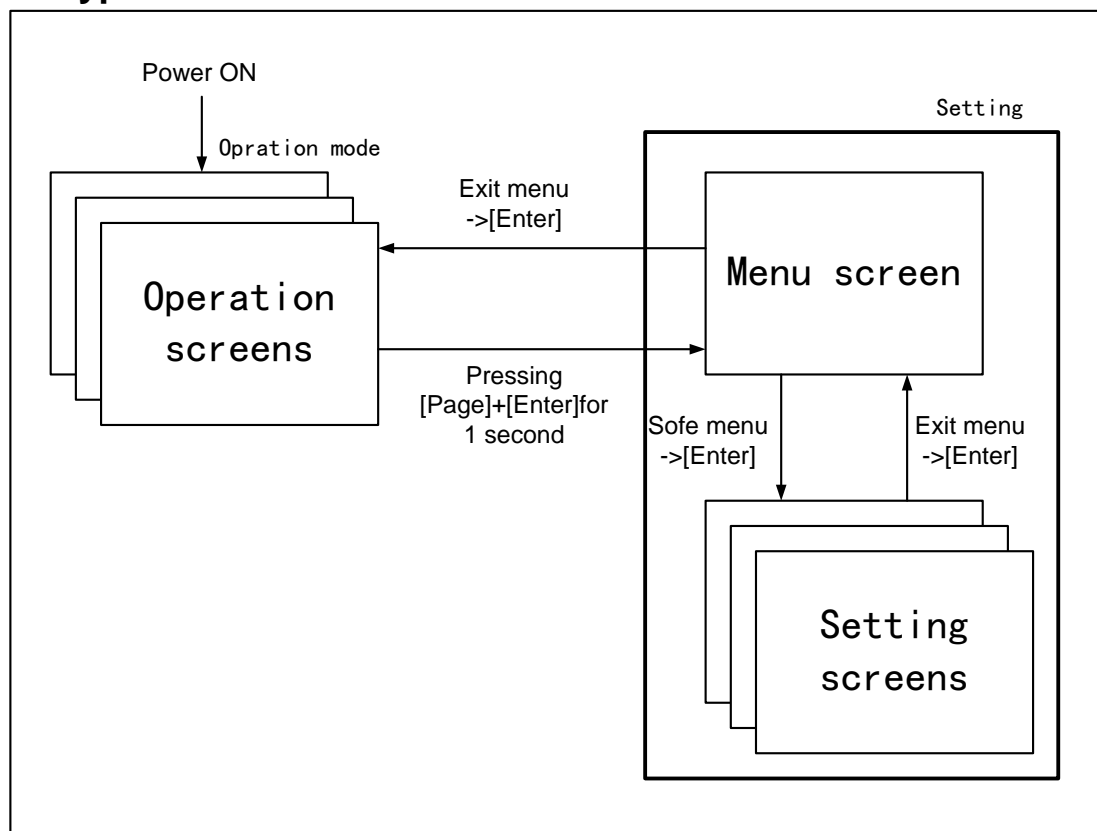 Power ON
Opration mode
Setting
Exit menu
->[Enter]
Menu screen
Operation
screens
Pressing
[Page]+[Enter]for
1 second
Sofe menu
->[Enter]
Exit menu
->[Enter]
Setting
screens